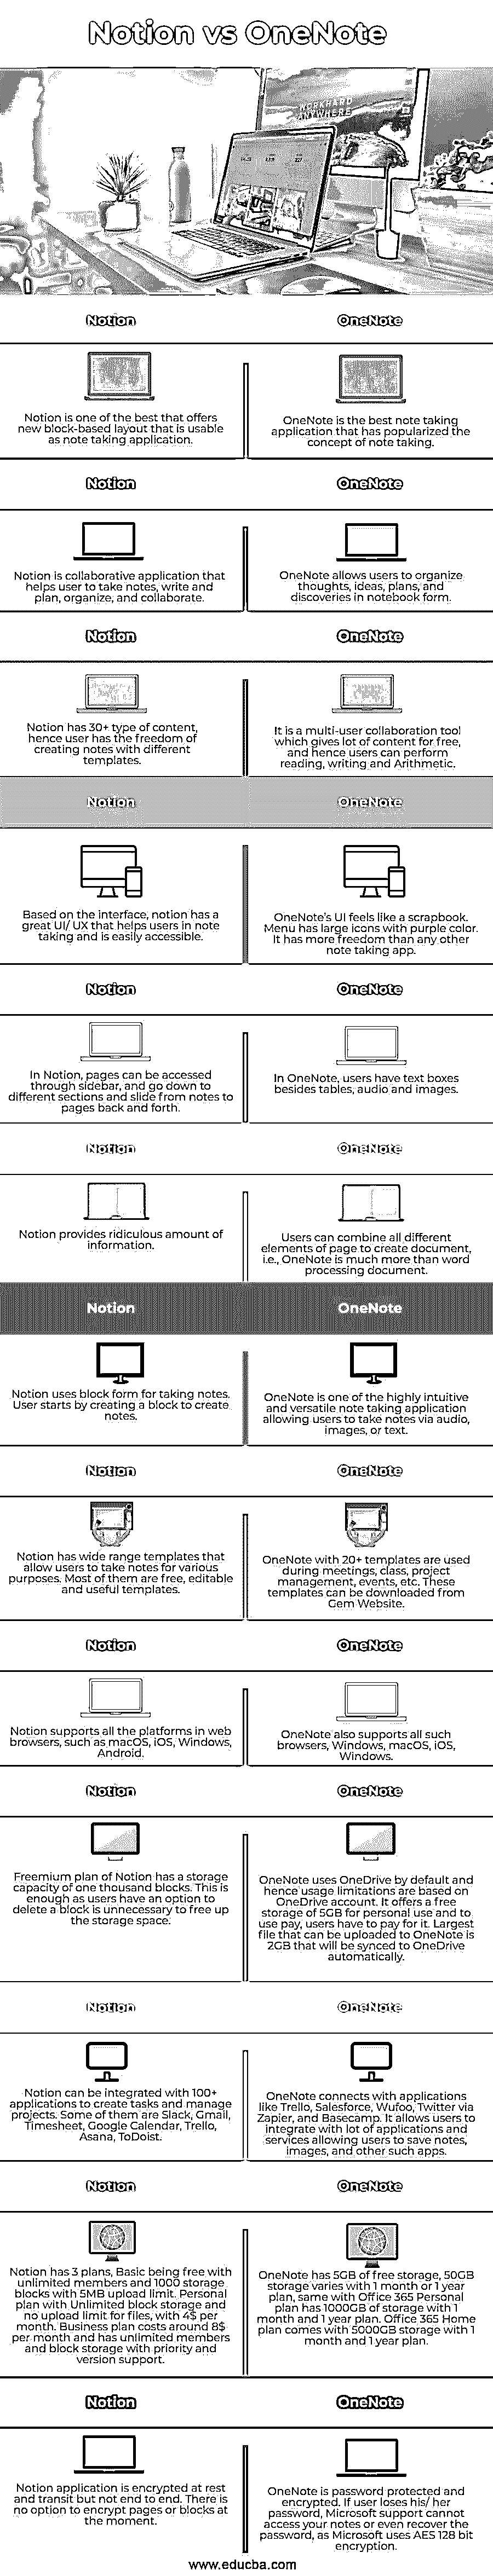 Notion vs OneNote
WORKHARD
ANYWHERE
Notion
OneNote
Notion is one of the best that offers
new block-based layout that is usable
as note taking application.
OneNote is the best note taking
application that has popularized the
concept of note taking.
Notion
OneNote
Notion is collaborative application that
helps user to take notes, write and
plan, organize, and collaborate.
OneNote allows users to organize
thoughts, ideas, plans, and
discoveries in notebook form.
Notion
OneNote
Notion has 30+ type of content,
hence user has the freedom of
creating notes with different
templates.
It is a multi-user collaboration tool
which gives lot of content for free,
and hence users can perform
reading, writing and Arithmetic.
Notion
OneNote
Based on the interface, notion has a
great UI/ UX that helps users in note
taking and is easily accessible.
OneNote's UI feels like a scrapbook.
Menu has large icons with purple color.
It has more freedom than any other
note taking app.
Notion
OneNote
In Notion, pages can be accessed
through sidebar, and go down to
different sections and slide from notes to
pages back and forth.
In OneNote, users have text boxes
besides tables, audio and images.
Notion
OneNote
Notion provides ridiculous amount of
information.
Users can combine all different
elements of page to create document,
i.e., OneNote is much more than word
processing document.
Notion
OneNote
Notion uses block form for taking notes.
User starts by creating a block to create
notes.
OneNote is one of the highly intuitive
and versatile note taking application
allowing users to take notes via audio,
images, or text.
Notion
OneNote
Notion has wide range templates that
allow users to take notes for various
purposes. Most of them are free, editable
and useful templates.
OneNote with 20+ templates are used
during meetings, class, project
management, events, etc. These
templates can be downloaded from
Gem Website.
Notion
OneNote
Notion supports all the platforms in web
browsers, such as macOS, iOS, Windows,
Android.
OneNote also supports all such
browsers, Windows, macOS, iOS,
Windows.
Notion
OneNote
Freemium plan of Notion has a storage
capacity of one thousand blocks. This is
enough as users have an option to
delete a block is unnecessary to free up
the storage space.
OneNote uses OneDrive by default and
hence usage limitations are based on
OneDrive account. It offers a free
storage of 5GB for personal use and to
use pay, users have to pay for it. Largest
file that can be uploaded to OneNote is
2GB that will be synced to OneDrive
automatically.
Notion
OneNote
Notion can be integrated with 100+
applications to create tasks and manage
projects. Some of them are Slack, Gmail,
Timesheet, Google Calendar, Trello,
Asana, ToDoist.
OneNote connects with applications
like Trello, Salesforce, Wufoo, Twitter via
Zapier, and Basecamp. It allows users to
integrate with lot of applications and
services allowing users to save notes,
images, and other such apps.
Notion
OneNote
Notion has 3 plans, Basic being free with
unlimited members and 1000 storage
blocks with 5MB upload limit. Personal
plan with Unlimited block storage and
no upload limit for files, with 4$ per
month. Business plan costs around 8$
per month and has unlimited members
and block storage with priority and
version support.
OneNote has 5GB of free storage, 50GB
storage varies with 1 month or 1 year
plan, same with Office 365 Personal
plan has 1000GB of storage with 1
month and 1 year plan. Office 365 Home
plan comes with 5000GB storage with 1
month and 1 year plan.
Notion
OneNote
Notion application is encrypted at rest
and transit but not end to end. There is
no option to encrypt pages or blocks at
the moment.
OneNote is password protected and
encrypted. If user loses his/ her
password, Microsoft support cannot
access your notes or even recover the
password, as Microsoft uses AES 128 bit
encryption.
www.educba.com